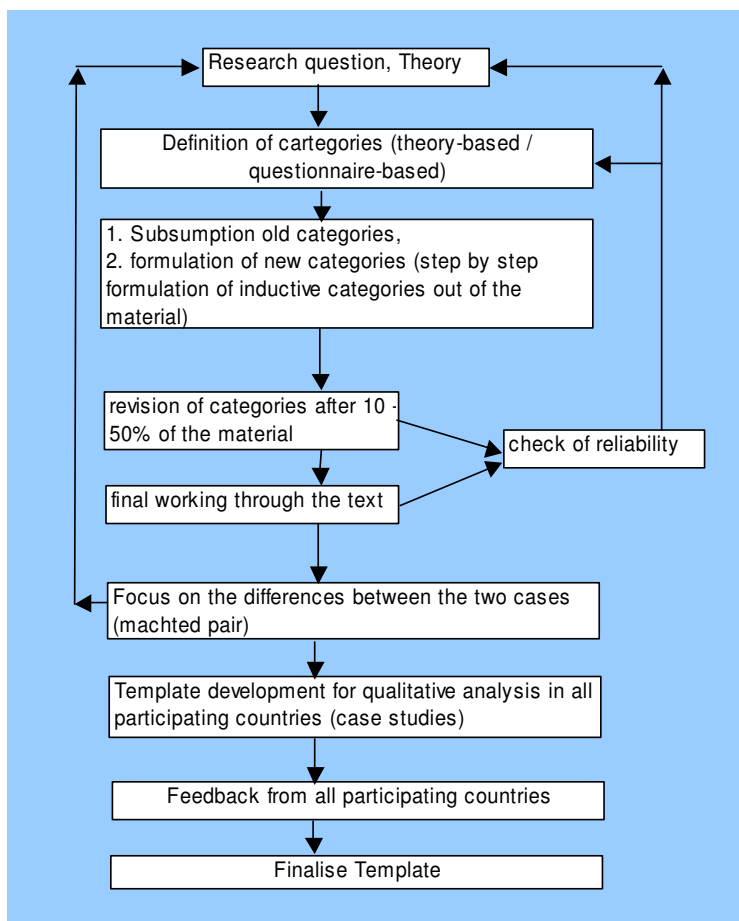 Research question, Theory
Definition of cartegories (theory-based /
questionnaire-based)
1. Subsumption old categories,
2. formulation of new categories (step by step
formulation of inductive categories out of the
material)
revision of categories after 10 -
50% of the material
check of reliability
final working through the text
Focus on the differences between the two cases
(machted pair)
Template development for qualitative analysis in all
participating countries (case studies)
Feedback from all participating countries
Finalise Template